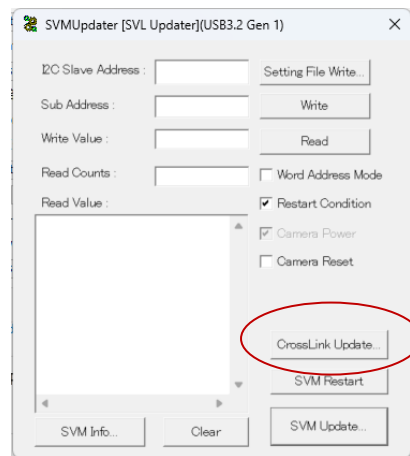 SVMUpdater [SVL Updater](USB3.2 Gen 1)
I2C Slave Address :
Setting File Write...
Sub Address :
Write
Write Value :
Read
Read Counts :
Word Address Mode
Read Value :
Restart Condition
Camera Power
Camera Reset
CrossLink Update...
SVM Restart
SVM Info...
Clear
SVM Update...